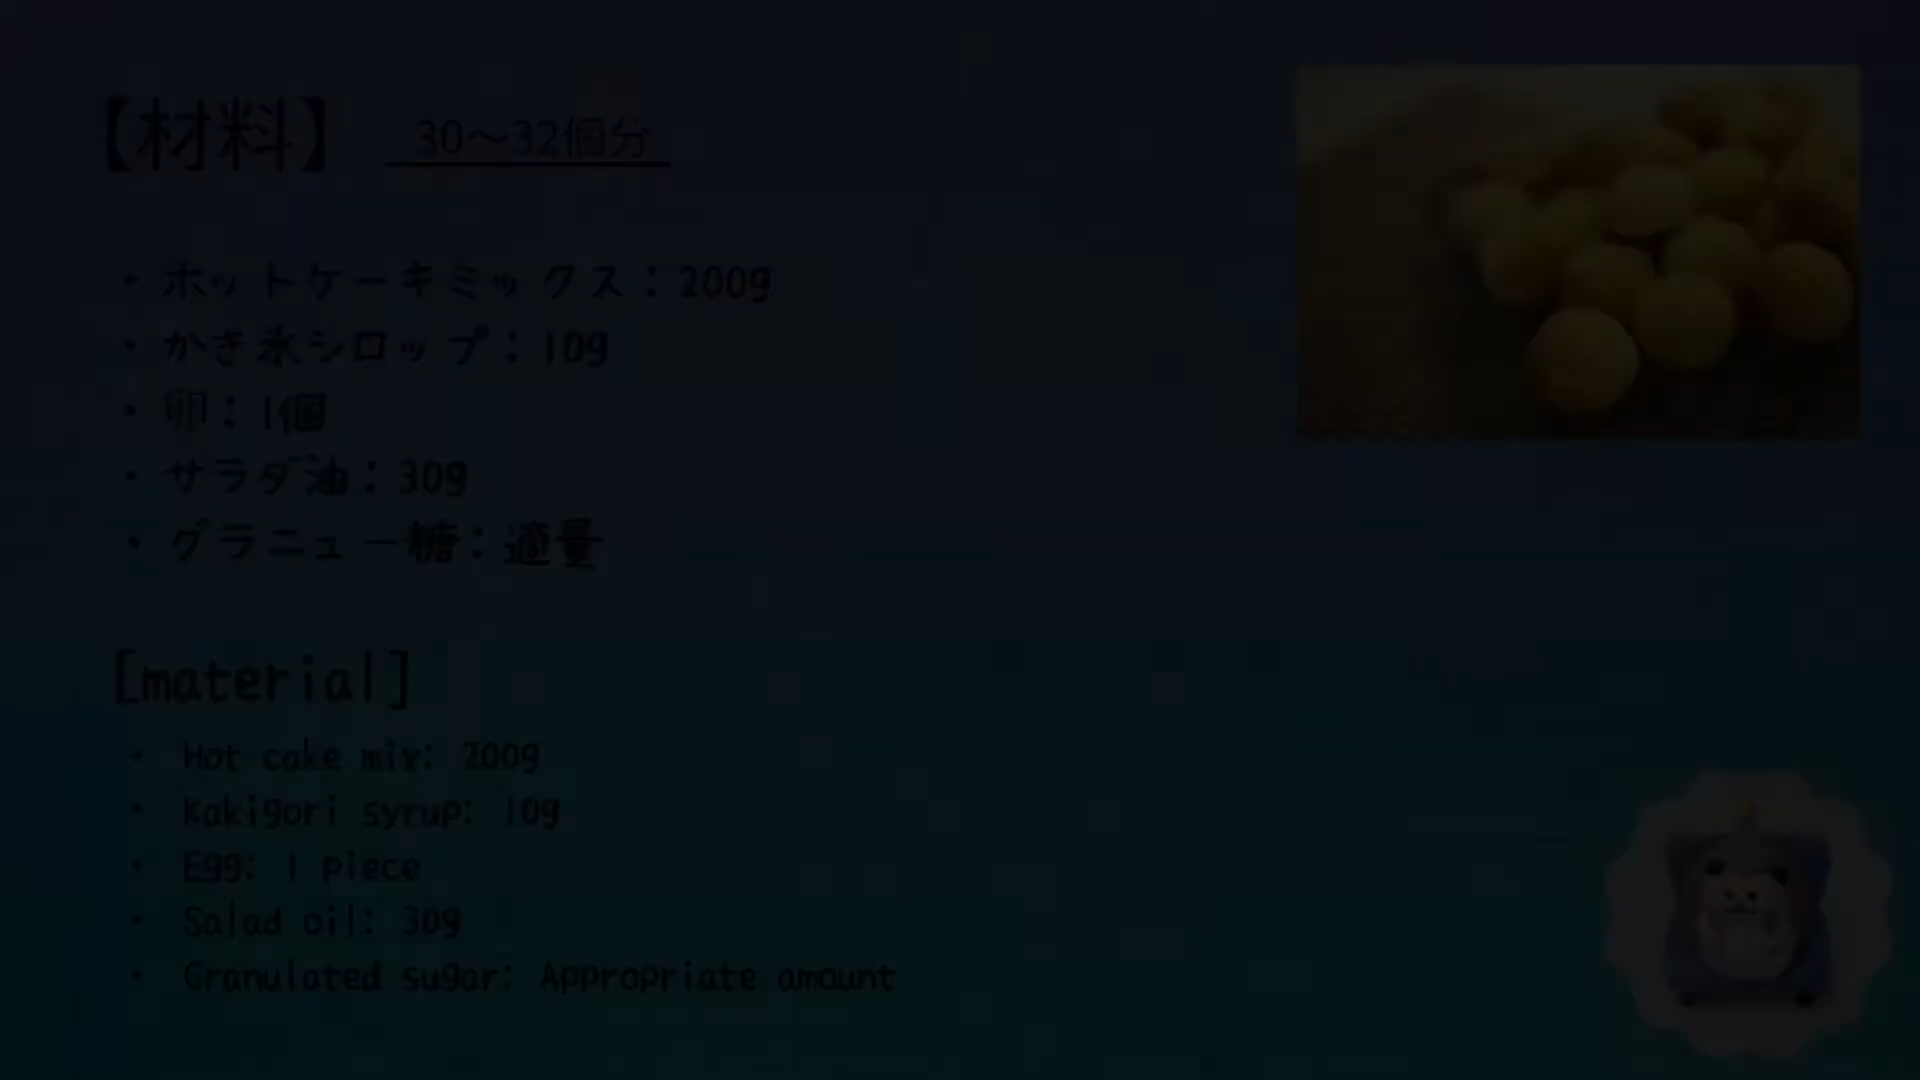 【材料】 30～32個分
・ホットケーキミックス：200g
・かき氷シロップ：10g
・卵：1個
・サラダ油：30g
・グラニュー糖：適量
[material]
・ Hot cake mix: 200g
・ Kakigori syrup: 10g
・ Egg: 1 piece
・ Salad oil: 30g
・ Granulated sugar: Appropriate amount